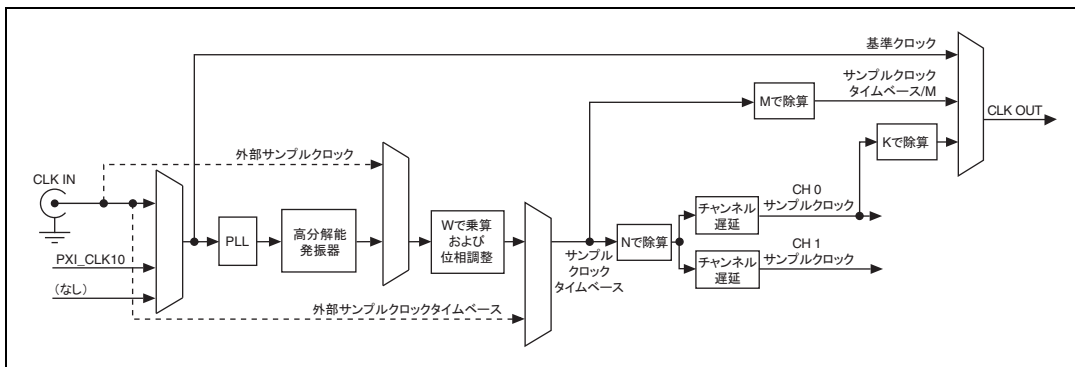 基準クロック
サンプルクロック
タイムベース/M
Mで除算
CLK OUT
Kで除算
外部サンプルクロック
CLK IN
CH 0
サンプルクロック
チャンネル
遅延
PLL
高分解能
発振器
Wで乗算
および
位相調整
Nで除算
サンプル
クロック
タイムベース
CH 1
サンプルクロック
チャンネル
遅延
PXI_CLK10
(なし)
外部サンプルクロックタイムベース